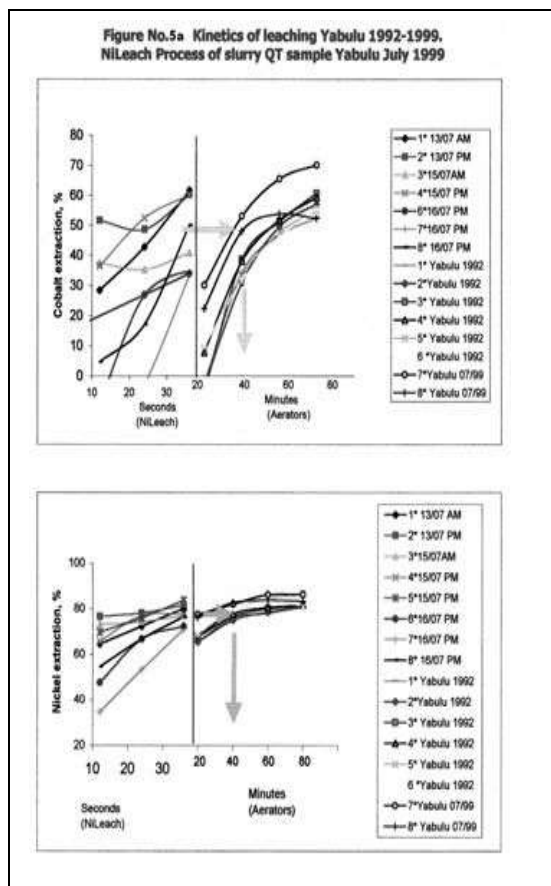 Figure No.5a Kinetics of leaching Yabulu 1992-1999.
NiLeach Process of slurry QT sample Yabulu July 1999
80
70
60
50
40
30
20
10
0
Cobalt extraction, %
10 20 30 20 40 60 80
Seconds
(NiLeach)
Minutes
(Aerators)
1* 13/07 AM
2* 13/07 PM
3*15/07AM
4*15/07 PM
6*16/07 PM
7*16/07 PM
8* 16/07 PM
1* Yabulu 1992
2*Yabulu 1992
3* Yabulu 1992
4* Yabulu 1992
5* Yabulu 1992
6 *Yabulu 1992
7*Yabulu 07/99
8* Yabulu 07/99
100
80
60
40
20
Nickel extraction, %
10 20 30 20 40 60 80
Seconds
(NiLeach)
Minutes
(Aerators)
1* 13/07 AM
2* 13/07 PM
3*15/07AM
4*15/07 PM
5*15/07 PM
6*16/07 PM
7*16/07 PM
8* 16/07 PM
1* Yabulu 1992
2*Yabulu 1992
3* Yabulu 1992
4* Yabulu 1992
5* Yabulu 1992
6 *Yabulu 1992
7*Yabulu 07/99
8* Yabulu 07/99